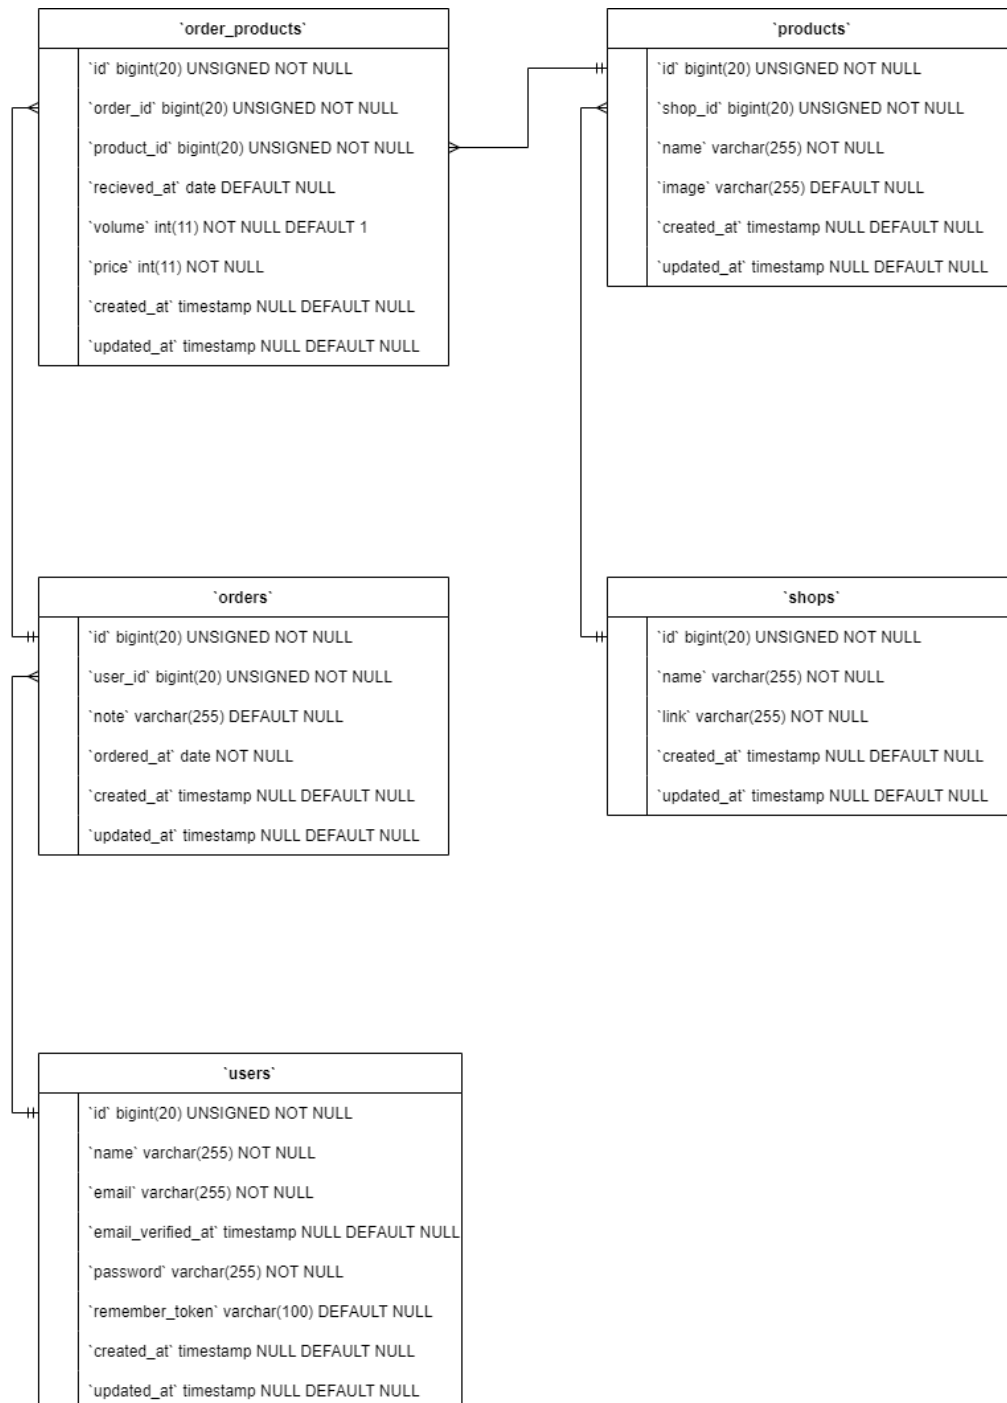 `order_products`
`id` bigint(20) UNSIGNED NOT NULL
`order_id` bigint(20) UNSIGNED NOT NULL
`product_id` bigint(20) UNSIGNED NOT NULL
`recieved_at` date DEFAULT NULL
`volume` int(11) NOT NULL DEFAULT 1
`price` int(11) NOT NULL
`created_at` timestamp NULL DEFAULT NULL
`updated_at` timestamp NULL DEFAULT NULL
`products`
`id` bigint(20) UNSIGNED NOT NULL
`shop_id` bigint(20) UNSIGNED NOT NULL
`name` varchar(255) NOT NULL
`image` varchar(255) DEFAULT NULL
`created_at` timestamp NULL DEFAULT NULL
`updated_at` timestamp NULL DEFAULT NULL
`orders`
`id` bigint(20) UNSIGNED NOT NULL
`user_id` bigint(20) UNSIGNED NOT NULL
`note` varchar(255) DEFAULT NULL
`ordered_at` date NOT NULL
`created_at` timestamp NULL DEFAULT NULL
`updated_at` timestamp NULL DEFAULT NULL
`shops`
`id` bigint(20) UNSIGNED NOT NULL
`name` varchar(255) NOT NULL
`link` varchar(255) NOT NULL
`created_at` timestamp NULL DEFAULT NULL
`updated_at` timestamp NULL DEFAULT NULL
`users`
`id` bigint(20) UNSIGNED NOT NULL
`name` varchar(255) NOT NULL
`email` varchar(255) NOT NULL
`email_verified_at` timestamp NULL DEFAULT NULL
`password` varchar(255) NOT NULL
`remember_token` varchar(100) DEFAULT NULL
`created_at` timestamp NULL DEFAULT NULL
`updated_at` timestamp NULL DEFAULT NULL